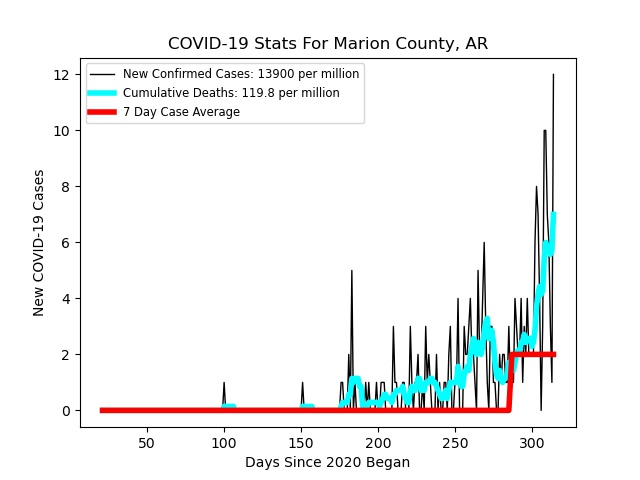 COVID-19 Stats For Marion County, AR
New Confirmed Cases: 13900 per million
Cumulative Deaths: 119.8 per million
7 Day Case Average
New COVID-19 Cases
12
10
8
6
4
2
0
50 100 150 200 250 300
Days Since 2020 Began